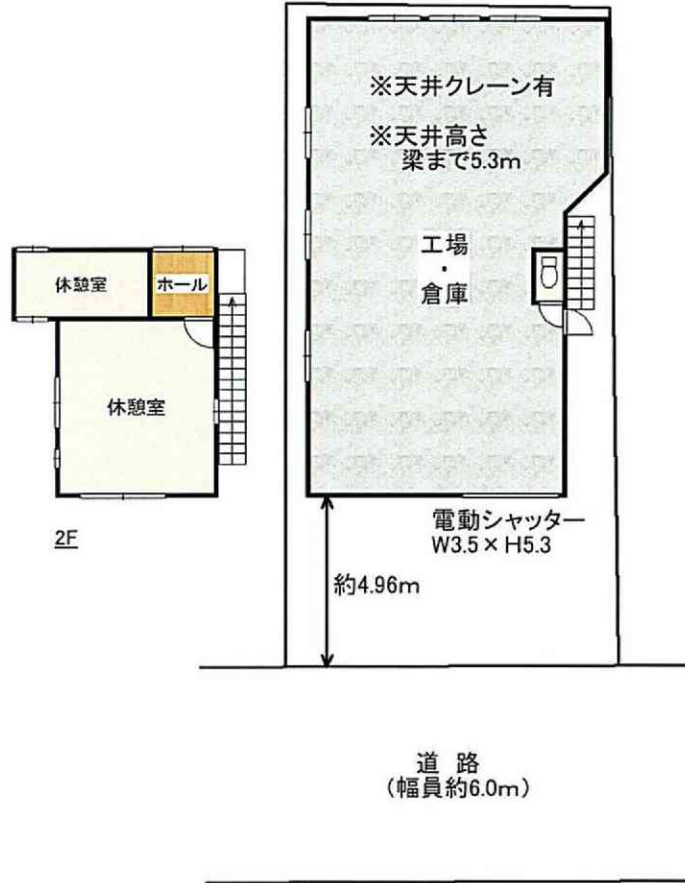 ※天井クレーン有
※天井高さ
梁まで5.3m
工場
・
倉庫
休憩室
ホール
休憩室
2F
電動シャッター
W3.5×H5.3
約4.96m
道 路
(幅員約6.0m)